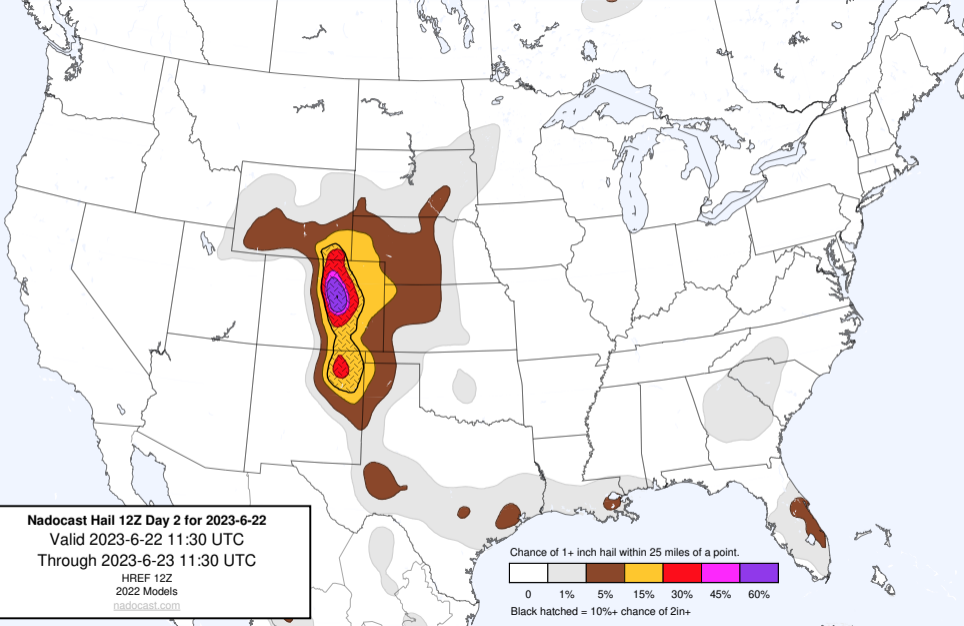 Nadocast Hail 12Z Day 2 for 2023-6-22
Valid 2023-6-22 11:30 UTC
Through 2023-6-23 11:30 UTC
HREF 12Z
2022 Models
nadocast.com
Chance of 1+ inch hail within 25 miles of a point.
0 1% 5% 15% 30% 45% 60%
Black hatched = 10%+ chance of 2in+